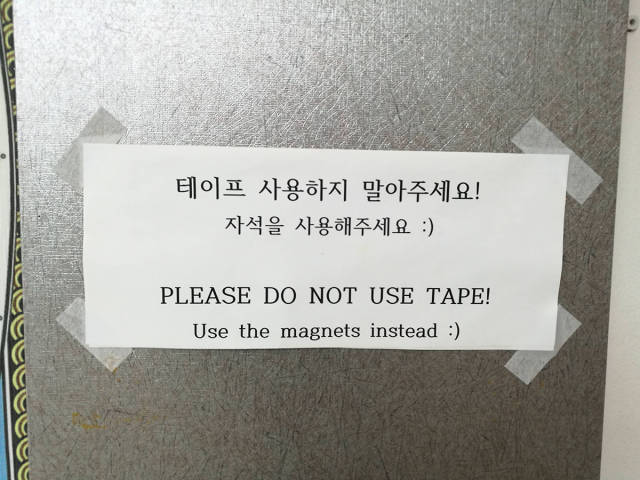 테이프 사용하지 말아주세요!
자석을 사용해주세요 :)
PLEASE DO NOT USE TAPE!
Use the magnets instead :)